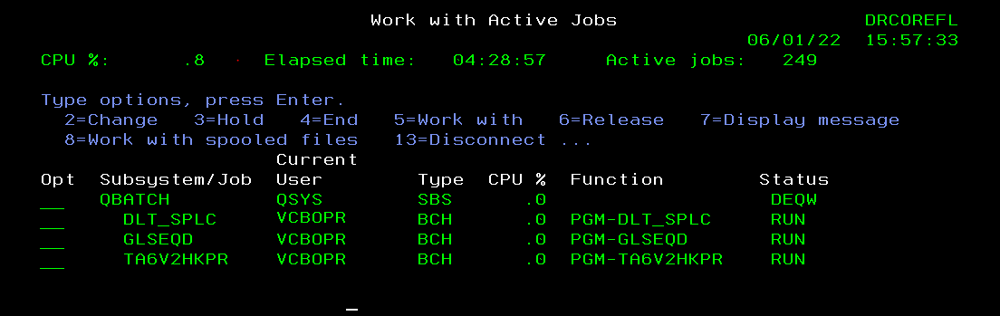 Work with Active Jobs DRCOREFL
06/01/22 15:57:33
CPU %: .8 Elapsed time: 04:28:57 Active jobs: 249
Type options, press Enter.
2=Change 3=Hold 4=End 5=Work with 6=Release 7=Display message
8=Work with spooled files 13=Disconnect ...
Current
Opt Subsystem/Job User Type CPU % Function Status
__ QBATCH QSYS SBS .0 DEQW
__ DLT_SPLC VCBOPR BCH .0 PGM-DLT_SPLC RUN
__ GLSEQD VCBOPR BCH .0 PGM-GLSEQD RUN
__ TA6V2HKPR VCBOPR BCH .0 PGM-TA6V2HKPR RUN
_